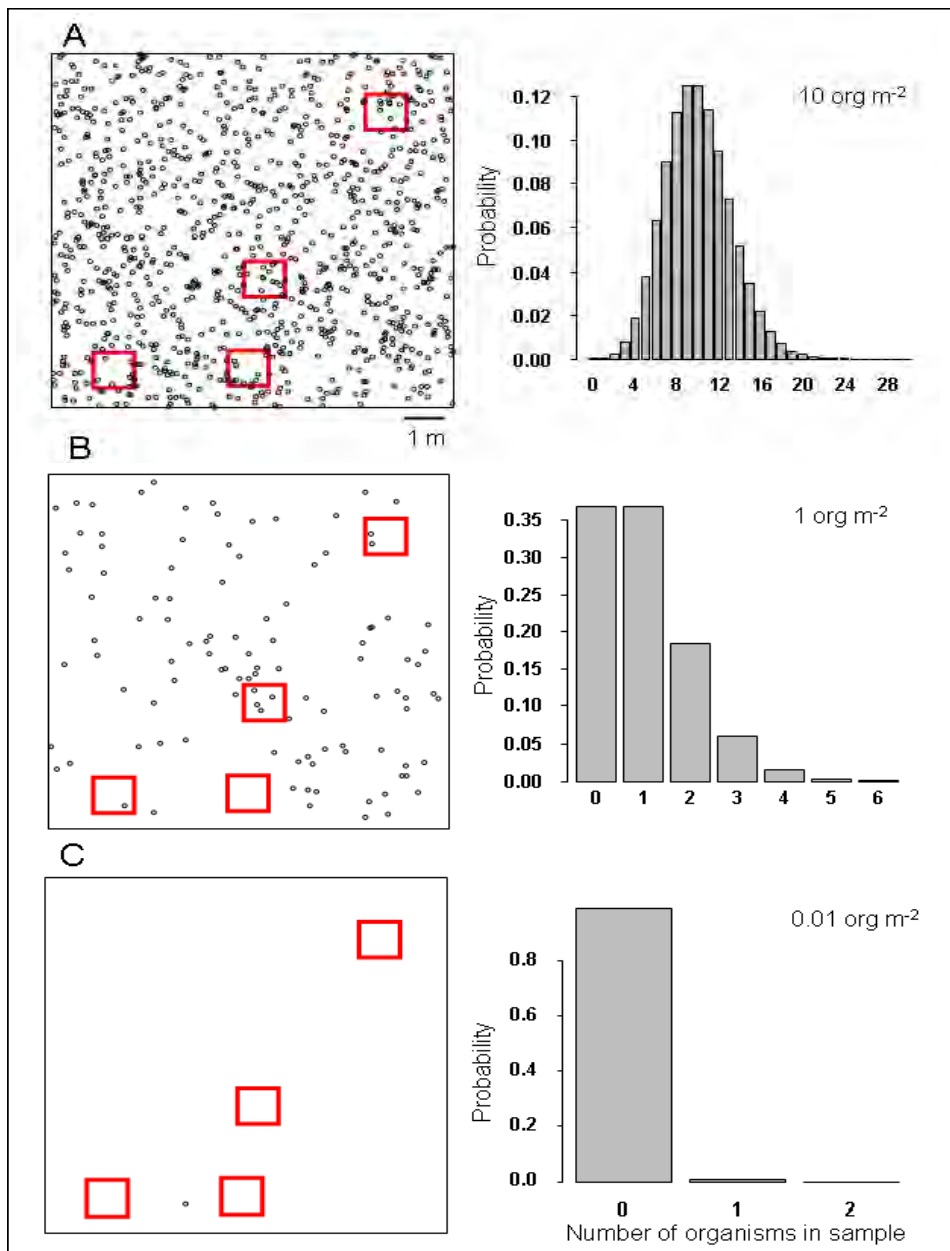 A
10 org m-2
Probability
0.12
0.10
0.08
0.06
0.04
0.02
0.00
0 4 8 12 16 20 24 28
1 m
B
1 org m-2
Probability
0.35
0.30
0.25
0.20
0.15
0.10
0.05
0.00
0 1 2 3 4 5 6
C
0.01 org m-2
Probability
0.8
0.6
0.4
0.2
0.0
0 1 2
Number of organisms in sample